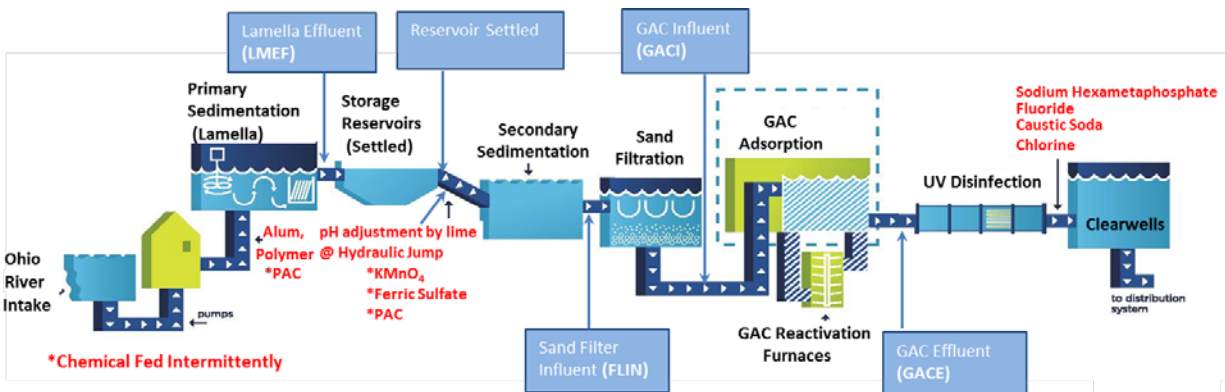 Lamella Effluent
(LMEF)
Reservoir Settled
GAC Influent
(GACI)
Primary
Sedimentation
(Lamella)
Storage
Reservoirs
(Settled)
Secondary
Sedimentation
Sand
Filtration
GAC
Adsorption
UV Disinfection
Sodium Hexametaphosphate
Fluoride
Caustic Soda
Chlorine
Clearwells
to distribution
system
Ohio
River
Intake
pumps
Alum,
Polymer
*PAC
pH adjustment by lime
@ Hydraulic Jump
*KMnO₄
*Ferric Sulfate
*PAC
GAC Reactivation
Furnaces
Sand Filter
Influent (FLIN)
GAC Effluent
(GACE)
*Chemical Fed Intermittently